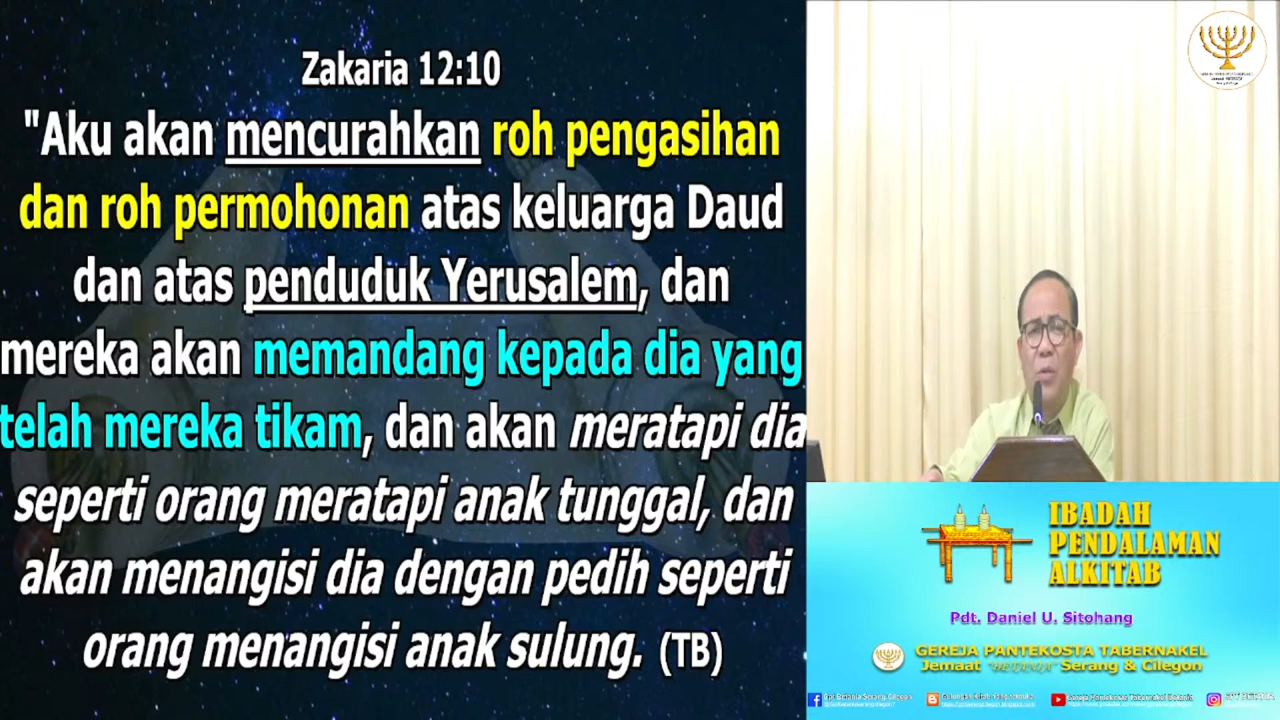 Zakaria 12:10
"Aku akan mencurahkan roh pengasihan
dan roh permohonan atas keluarga Daud
dan atas penduduk Yerusalem, dan
mereka akan memandang kepada dia yang
telah mereka tikam, dan akan meratapi dia
seperti orang meratapi anak tunggal, dan
akan menangisi dia dengan pedih seperti
orang menangisi anak sulung. (TB)
IBADAH
PENDALAMAN
ALKITAB
Pdt. Daniel U. Sitohang
GEREJA PANTEKOSTA TABERNAKEL
Jemaat "BETANIA" Serang & Cilegon